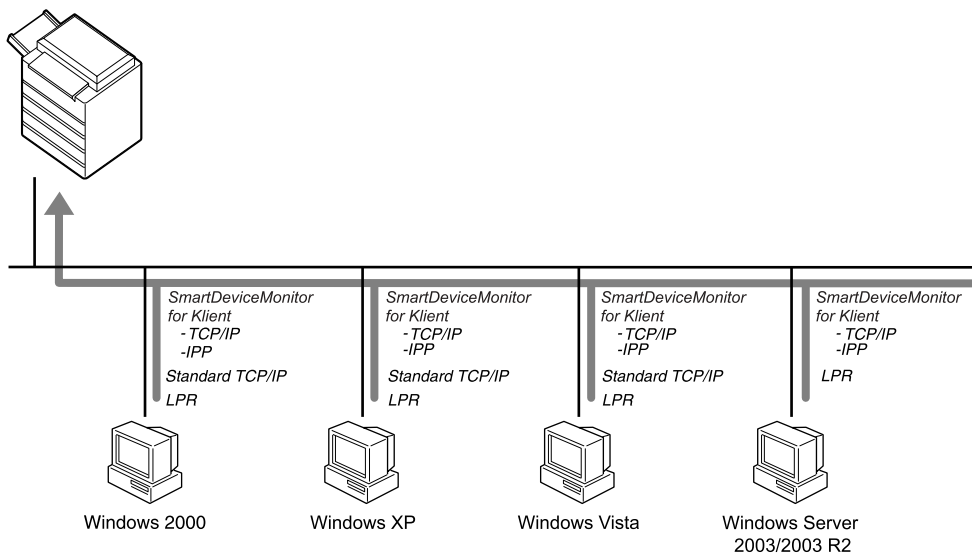 SmartDeviceMonitor
for Klient
- TCP/IP
-IPP
Standard TCP/IP
LPR
Windows 2000
SmartDeviceMonitor
for Klient
- TCP/IP
-IPP
Standard TCP/IP
LPR
Windows XP
SmartDeviceMonitor
for Klient
- TCP/IP
-IPP
Standard TCP/IP
LPR
Windows Vista
SmartDeviceMonitor
for Klient
- TCP/IP
-IPP
LPR
Windows Server
2003/2003 R2